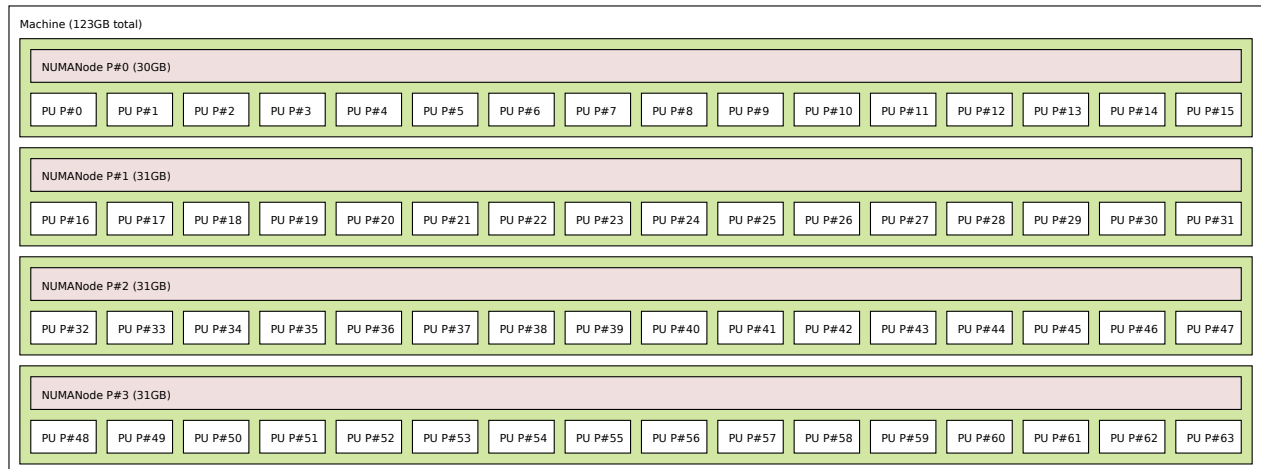 Machine (123GB total)
NUMANode P#0 (30GB)
PU P#0 PU P#1 PU P#2 PU P#3 PU P#4 PU P#5 PU P#6 PU P#7 PU P#8 PU P#9 PU P#10 PU P#11 PU P#12 PU P#13 PU P#14 PU P#15
NUMANode P#1 (31GB)
PU P#16 PU P#17 PU P#18 PU P#19 PU P#20 PU P#21 PU P#22 PU P#23 PU P#24 PU P#25 PU P#26 PU P#27 PU P#28 PU P#29 PU P#30 PU P#31
NUMANode P#2 (31GB)
PU P#32 PU P#33 PU P#34 PU P#35 PU P#36 PU P#37 PU P#38 PU P#39 PU P#40 PU P#41 PU P#42 PU P#43 PU P#44 PU P#45 PU P#46 PU P#47
NUMANode P#3 (31GB)
PU P#48 PU P#49 PU P#50 PU P#51 PU P#52 PU P#53 PU P#54 PU P#55 PU P#56 PU P#57 PU P#58 PU P#59 PU P#60 PU P#61 PU P#62 PU P#63